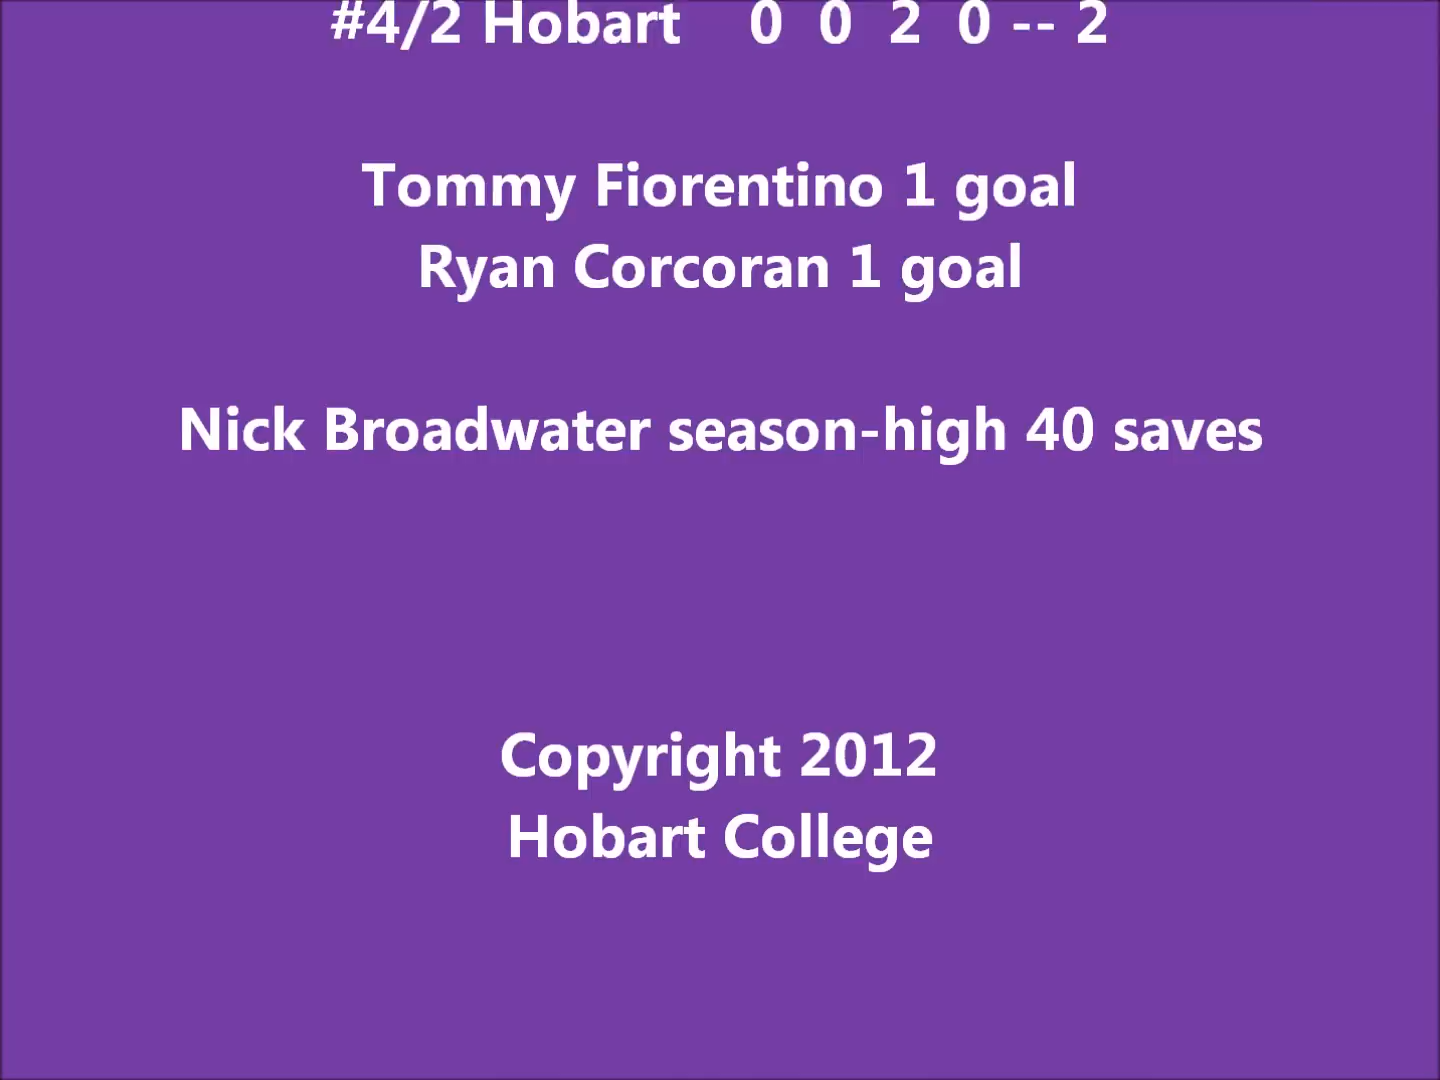 #4/2 Hobart 0 0 2 0 -- 2
Tommy Fiorentino 1 goal
Ryan Corcoran 1 goal
Nick Broadwater season-high 40 saves
Copyright 2012
Hobart College